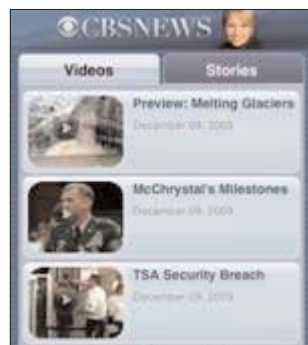 CBSNEWS
Videos Stories
Preview: Melting Glaciers
December 09, 2009
McChrystal's Milestones
December 09, 2009
TSA Security Breach
December 09, 2009